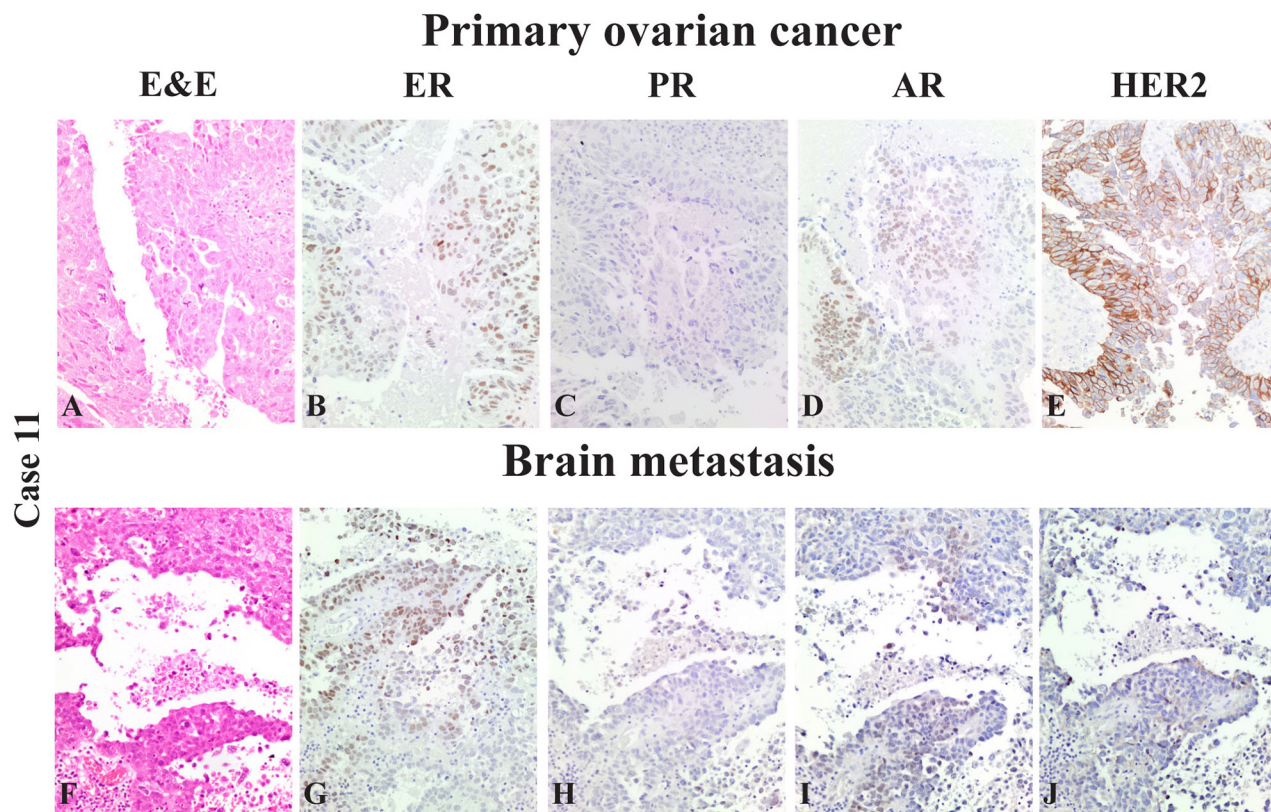 Primary ovarian cancer
E&E ER PR AR HER2
A B C D E
Case 11
Brain metastasis
F G H I J